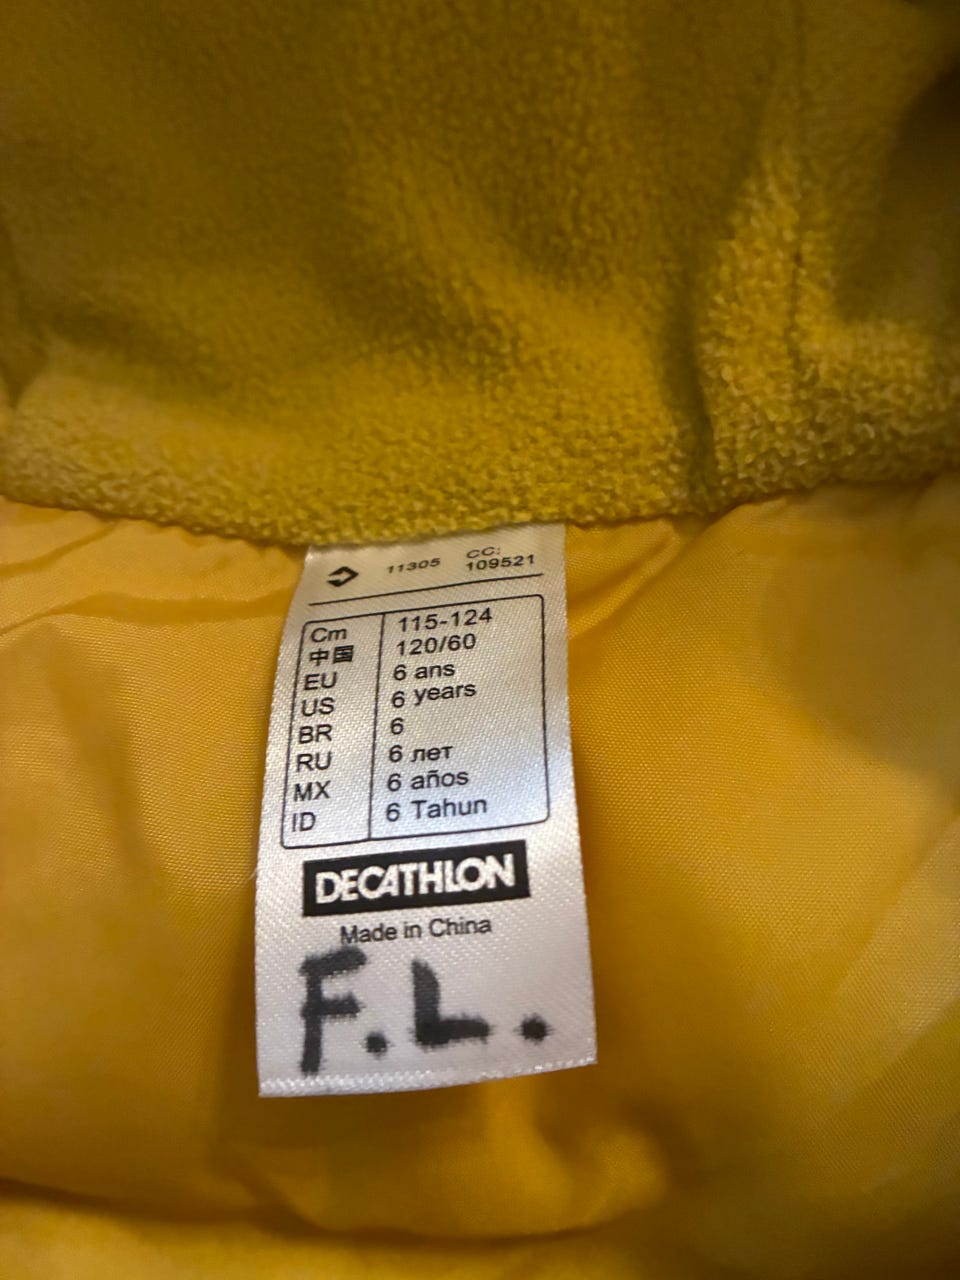 11305 CC: 109521
Cm 115-124
中国 120/60
EU 6 ans
US 6 years
BR 6
RU 6 лет
MX 6 años
ID 6 Tahun
DECATHLON
Made in China
F.L.